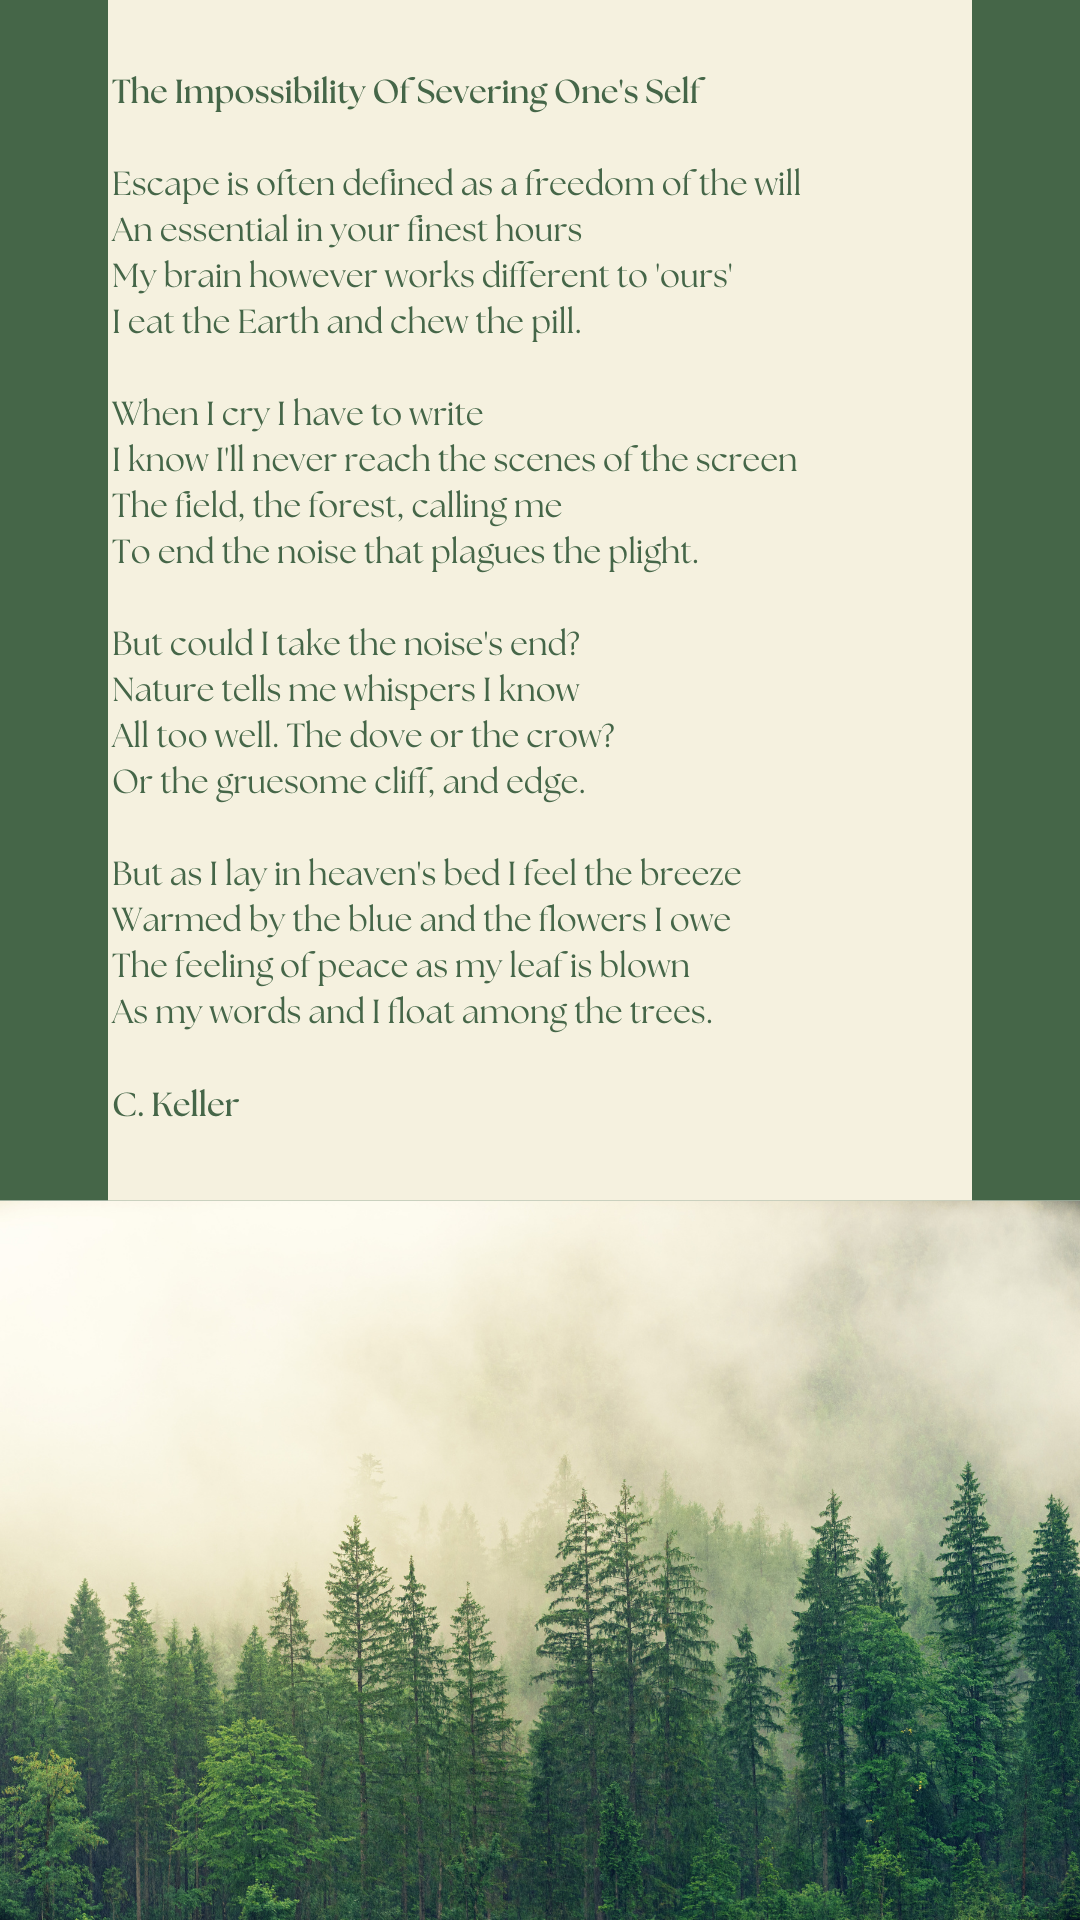 The Impossibility Of Severing One's Self
Escape is often defined as a freedom of the will
An essential in your finest hours
My brain however works different to 'ours'
I eat the Earth and chew the pill.
When I cry I have to write
I know I'll never reach the scenes of the screen
The field, the forest, calling me
To end the noise that plagues the plight.
But could I take the noise's end?
Nature tells me whispers I know
All too well. The dove or the crow?
Or the gruesome cliff, and edge.
But as I lay in heaven's bed I feel the breeze
Warmed by the blue and the flowers I owe
The feeling of peace as my leaf is blown
As my words and I float among the trees.
C. Keller